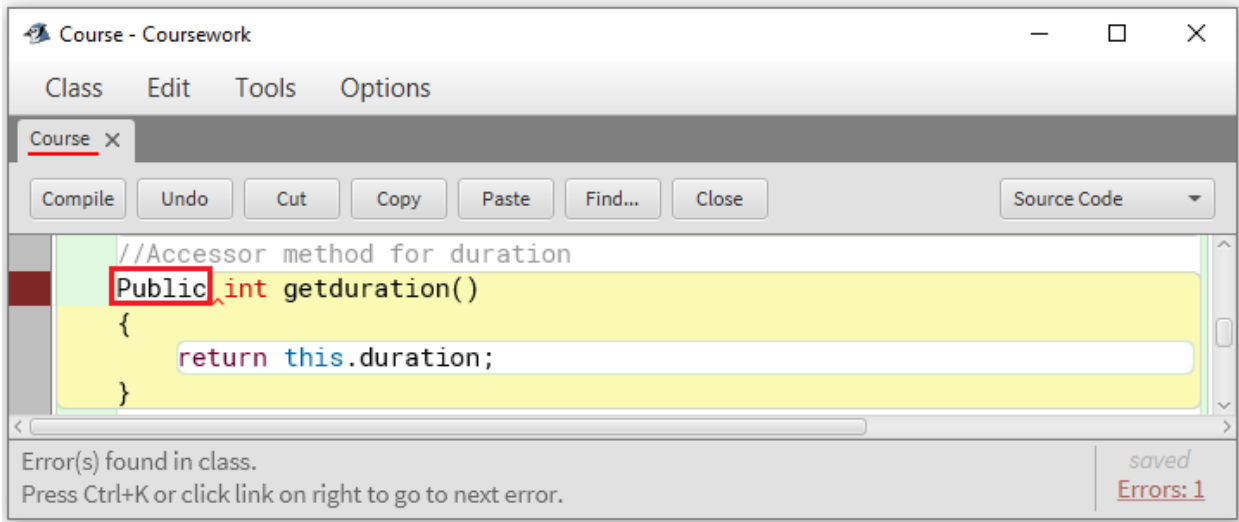 Course - Coursework
Class Edit Tools Options
Course
Compile Undo Cut Copy Paste Find... Close Source Code
//Accessor method for duration
Public int getduration()
{
return this.duration;
}
Error(s) found in class.
saved
Press Ctrl+K or click link on right to go to next error.
Errors: 1